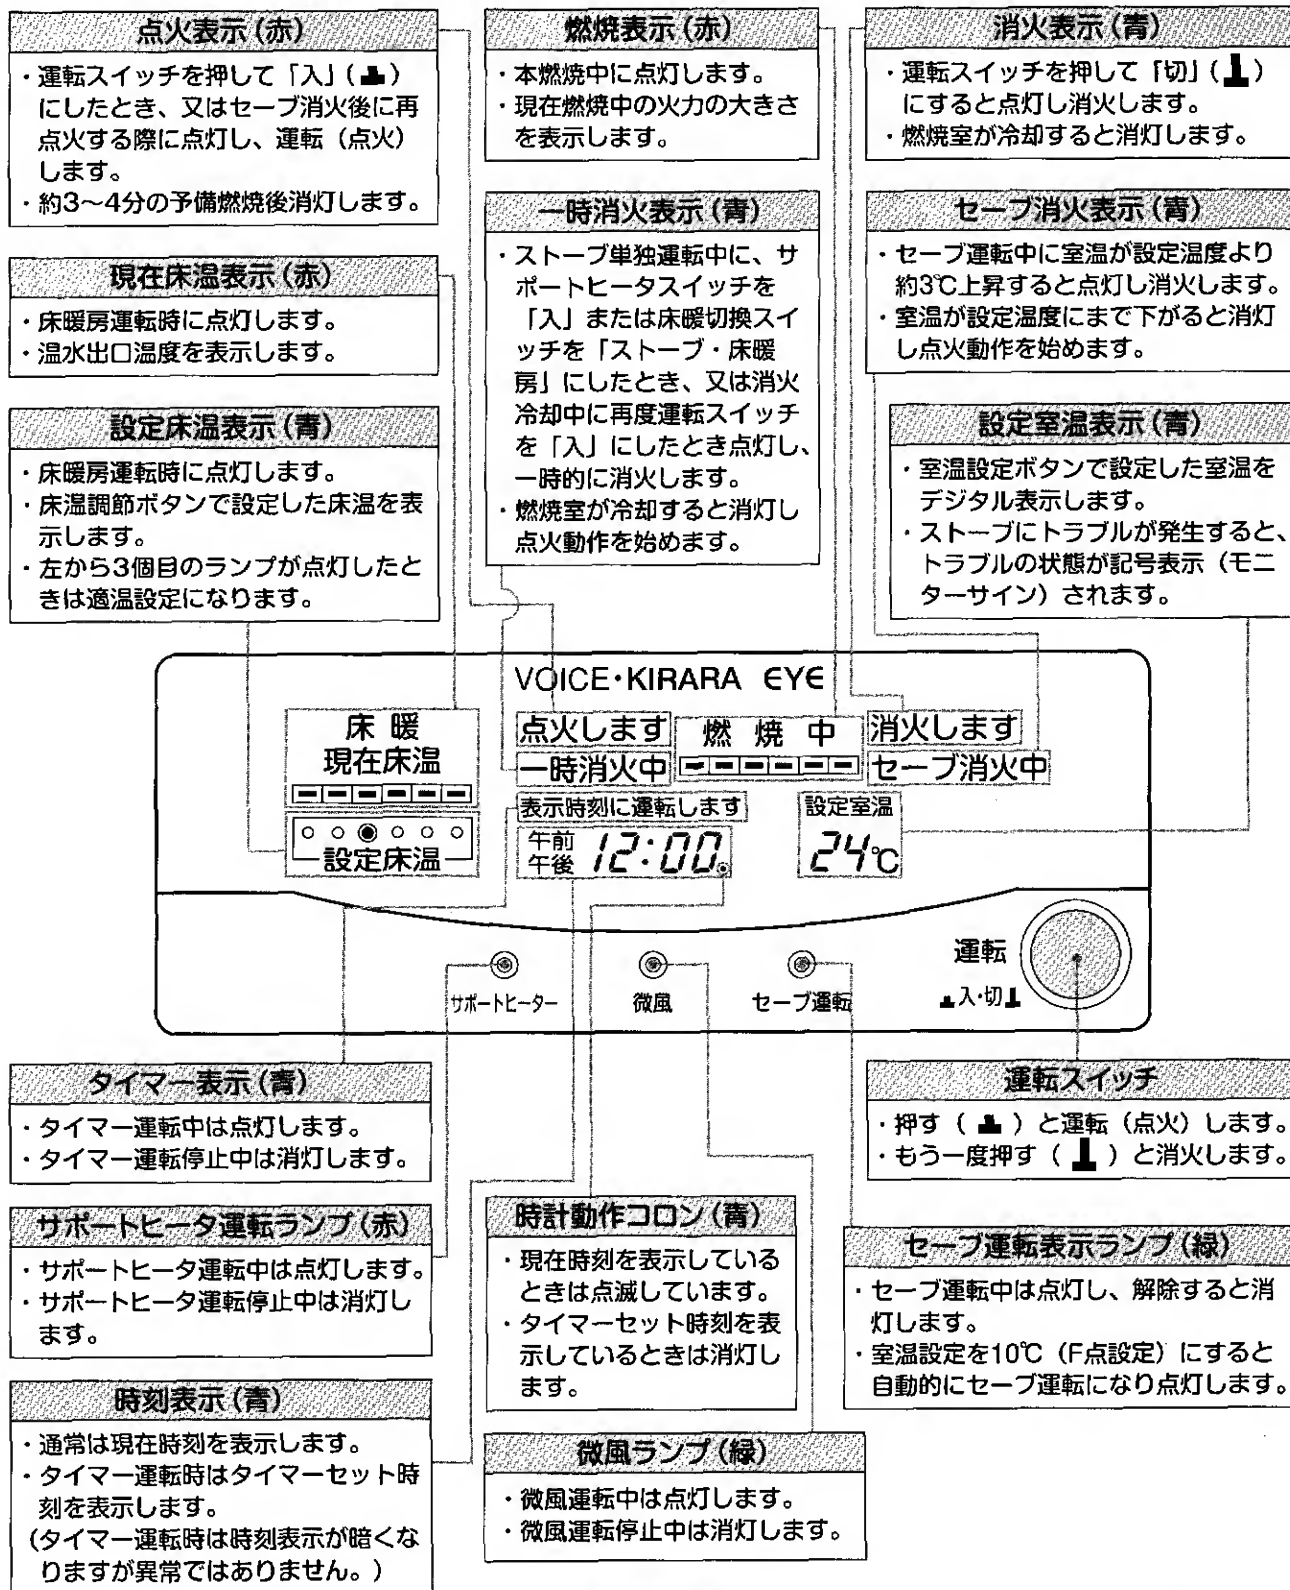 点火表示(赤)
・運転スイッチを押して「入」( )
にしたとき、又はセーブ消火後に再
点火する際に点灯し、運転(点火)
します。
・約3〜4分の予備燃焼後消灯します。
燃焼表示(赤)
・本燃焼中に点灯します。
・現在燃焼中の火力の大きさ
を表示します。
消火表示(青)
・運転スイッチを押して「切」( )
にすると点灯し消火します。
・燃焼室が冷却すると消灯します。
現在床温表示(赤)
・床暖房運転時に点灯します。
・温水出口温度を表示します。
一時消火表示(青)
・ストーブ単独運転中に、サ
ポートヒータスイッチを
「入」または床暖切換スイ
ッチを「ストーブ・床暖
房」にしたとき、又は消火
冷却中に再度運転スイッチ
を「入」にしたとき点灯し、
一時的に消火します。
・燃焼室が冷却すると消灯し
点火動作を始めます。
セーブ消火表示(青)
・セーブ運転中に室温が設定温度より
約3℃上昇すると点灯し消火します。
・室温が設定温度にまで下がると消灯
し点火動作を始めます。
設定床温表示(青)
・床暖房運転時に点灯します。
・床温調節ボタンで設定した床温を表
示します。
・左から3個目のランプが点灯したと
きは適温設定になります。
設定室温表示(青)
・室温設定ボタンで設定した室温を
デジタル表示します。
・ストーブにトラブルが発生すると、
トラブルの状態が記号表示(モニ
ターサイン)されます。
VOICE・KIRARA EYE
床暖
現在床温
設定床温
点火します
燃焼中
消火します
一時消火中
セーブ消火中
表示時刻に運転します
設定室温
午前
午後
12:00
24℃
サポートヒーター
微風
セーブ運転
運転
入・切
タイマー表示(青)
・タイマー運転中は点灯します。
・タイマー運転停止中は消灯します。
運転スイッチ
・押す( )と運転(点火)します。
・もう一度押す( )と消火します。
サポートヒータ運転ランプ(赤)
・サポートヒータ運転中は点灯します。
・サポートヒータ運転停止中は消灯し
ます。
時計動作コロン(青)
・現在時刻を表示している
ときは点滅しています。
・タイマーセット時刻を表
示しているときは消灯し
ます。
セーブ運転表示ランプ(緑)
・セーブ運転中は点灯し、解除すると消
灯します。
・室温設定を10℃(F点設定)にすると
自動的にセーブ運転になり点灯します。
時刻表示(青)
・通常は現在時刻を表示します。
・タイマー運転時はタイマーセット時
刻を表示します。
(タイマー運転時は時刻表示が暗くな
りますが異常ではありません。)
微風ランプ(緑)
・微風運転中は点灯します。
・微風運転停止中は消灯します。